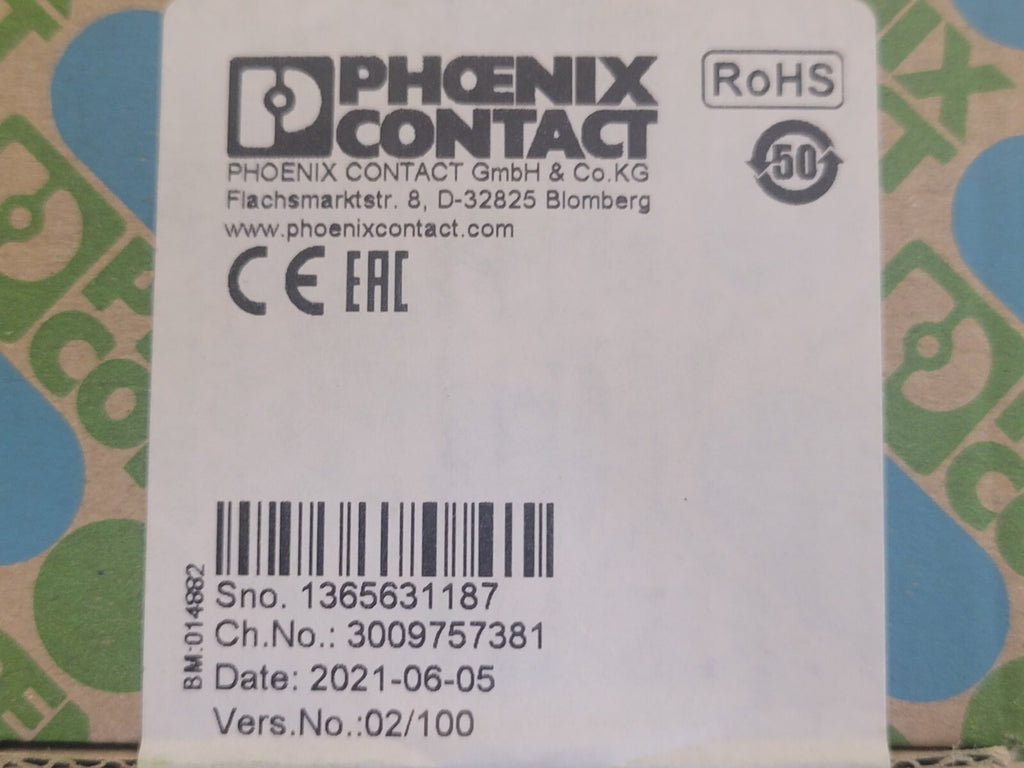 PHŒNIX
CONTACT
RoHS
50
PHOENIX CONTACT GmbH & Co.KG
Flachsmarktstr. 8, D-32825 Blomberg
www.phoenixcontact.com
CE EAC
Sno. 1365631187
Ch.No.: 3009757381
Date: 2021-06-05
Vers.No.:02/100
BM:014882